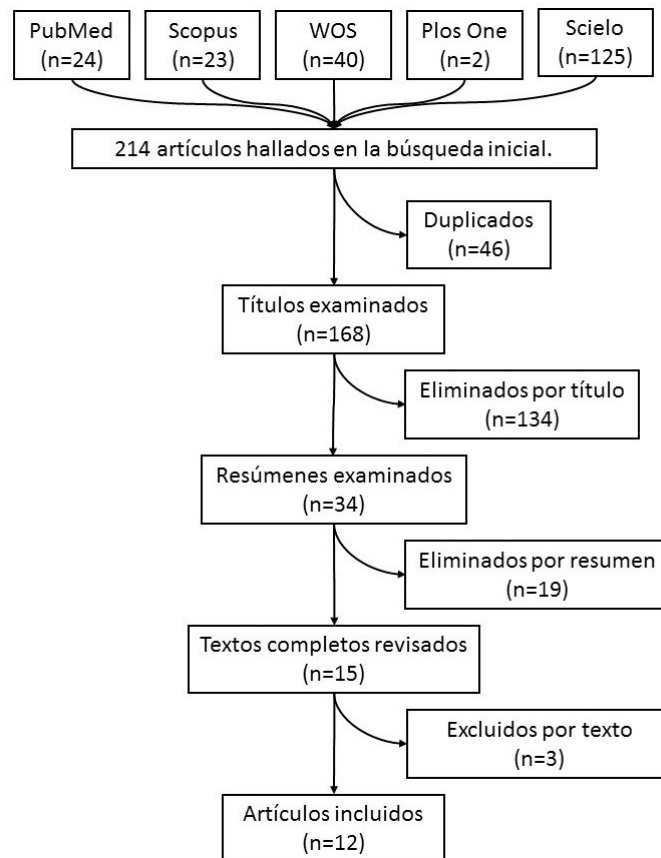 PubMed
(n=24)
Scopus
(n=23)
WOS
(n=40)
Plos One
(n=2)
Scielo
(n=125)
214 artículos hallados en la búsqueda inicial.
Duplicados
(n=46)
Títulos examinados
(n=168)
Eliminados por título
(n=134)
Resúmenes examinados
(n=34)
Eliminados por resumen
(n=19)
Textos completos revisados
(n=15)
Excluidos por texto
(n=3)
Artículos incluidos
(n=12)